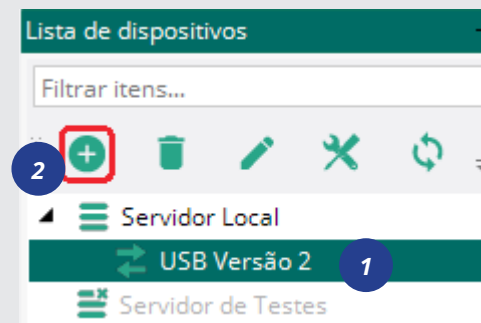 Lista de dispositivos
Filtrar itens...
2
Servidor Local
USB Versão 2
1
Servidor de Testes